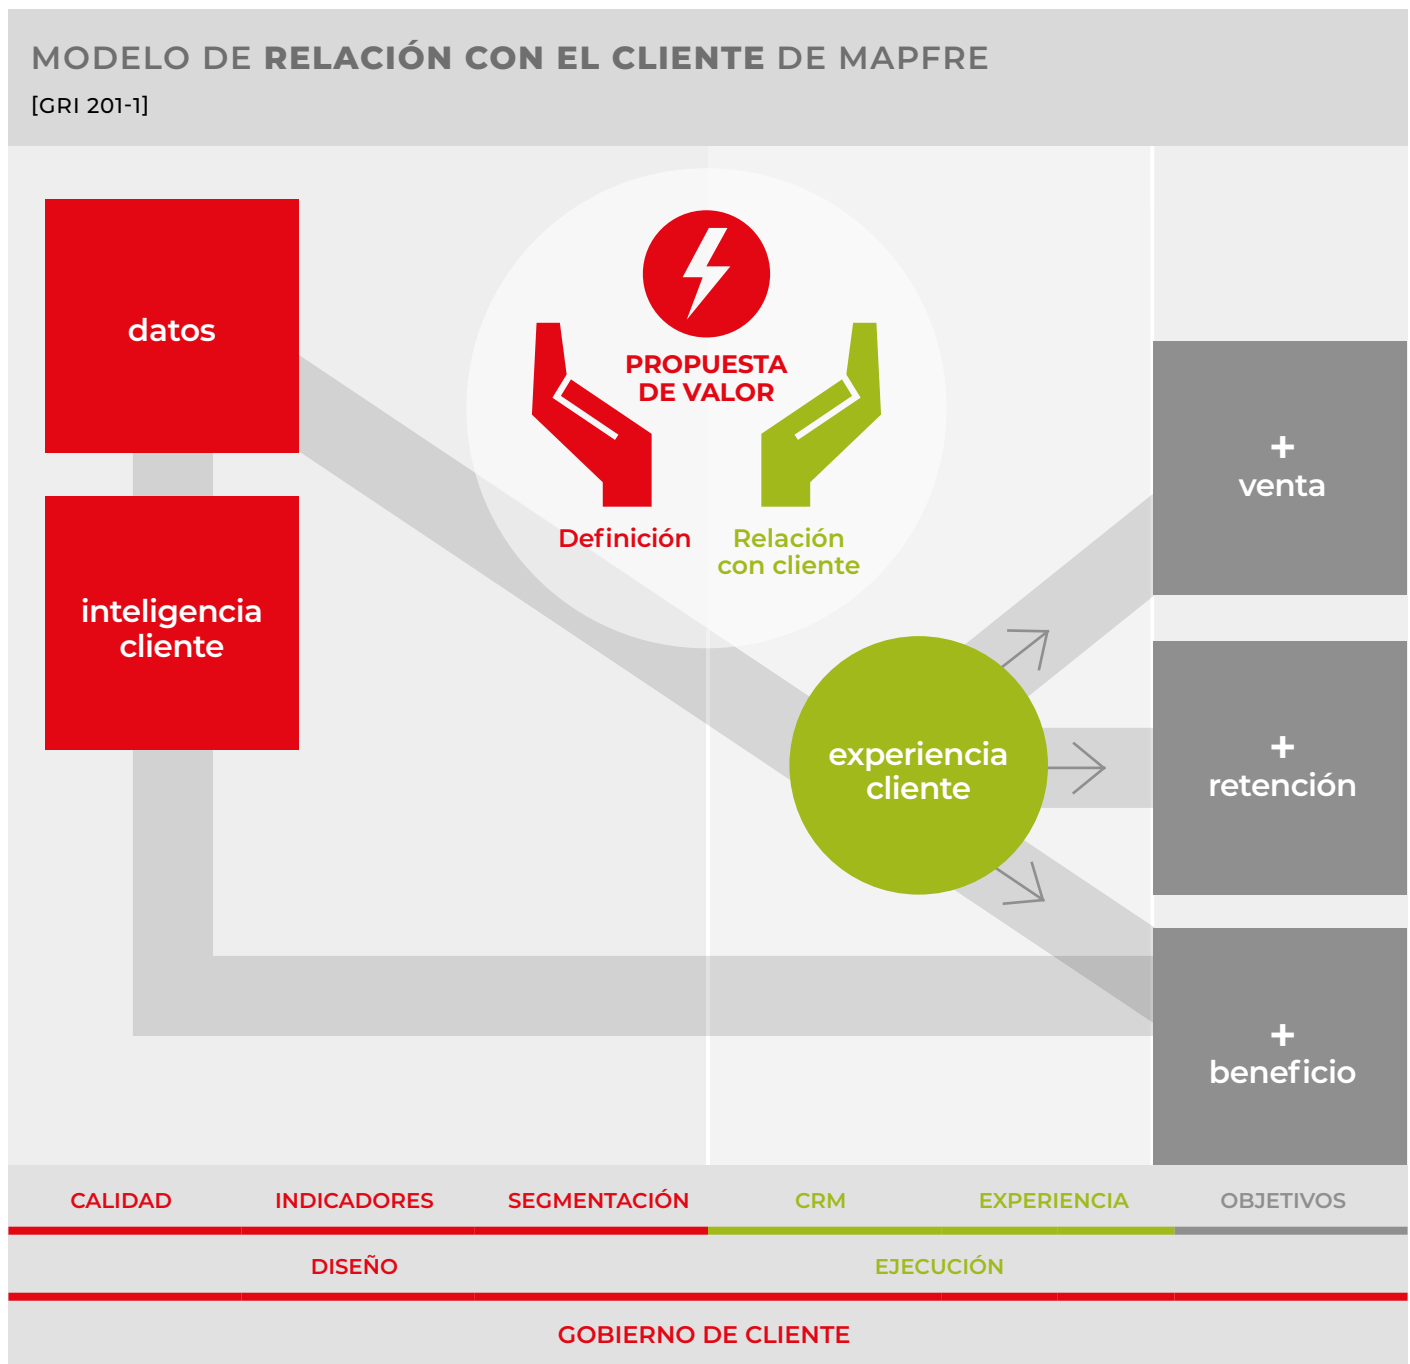 MODELO DE RELACIÓN CON EL CLIENTE DE MAPFRE
[GRI 201-1]
datos
inteligencia
cliente
PROPUESTA
DE VALOR
Definición
Relación
con cliente
experiencia
cliente
+
venta
+
retención
+
beneficio
CALIDAD INDICADORES SEGMENTACIÓN CRM EXPERIENCIA OBJETIVOS
DISEÑO EJECUCIÓN
GOBIERNO DE CLIENTE